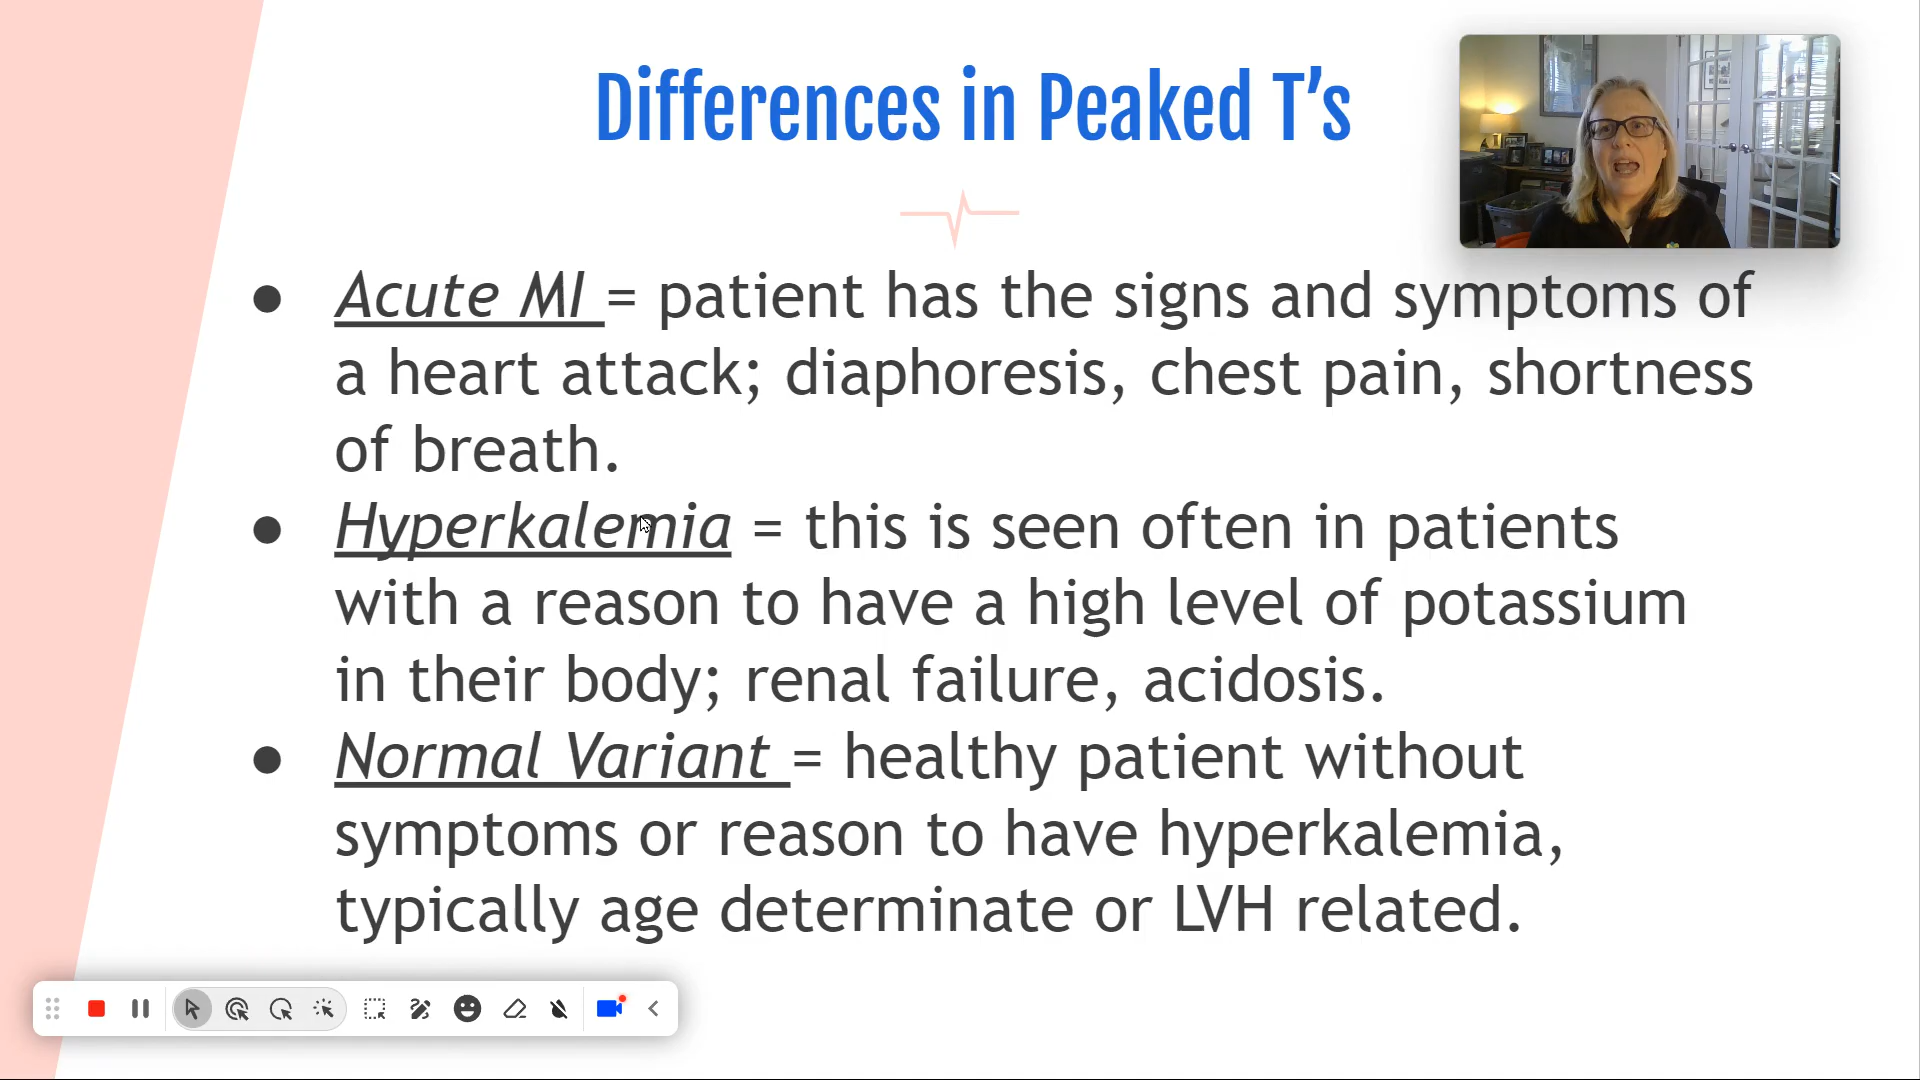 Differences in Peaked T’s
● Acute MI = patient has the signs and symptoms of
a heart attack; diaphoresis, chest pain, shortness
of breath.
● Hyperkalemia = this is seen often in patients
with a reason to have a high level of potassium
in their body; renal failure, acidosis.
● Normal Variant = healthy patient without
symptoms or reason to have hyperkalemia,
typically age determinate or LVH related.